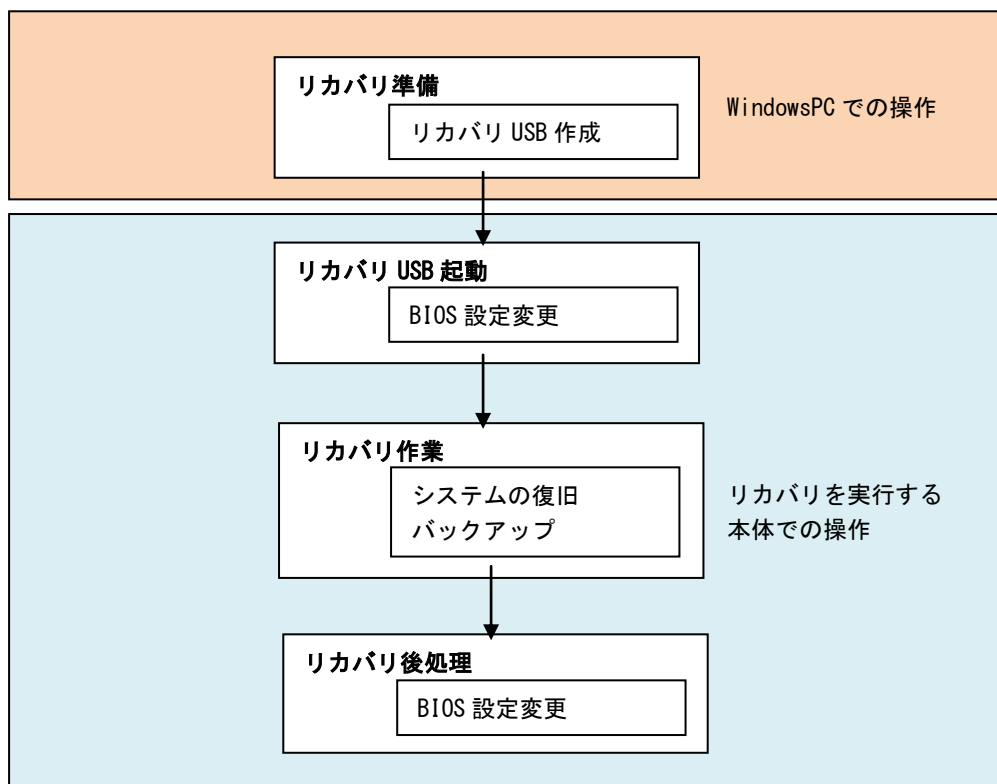 リカバリ準備
リカバリ USB 作成
WindowsPC での操作
リカバリ USB 起動
BIOS 設定変更
リカバリ作業
システムの復旧
バックアップ
リカバリを実行する
本体での操作
リカバリ後処理
BIOS 設定変更